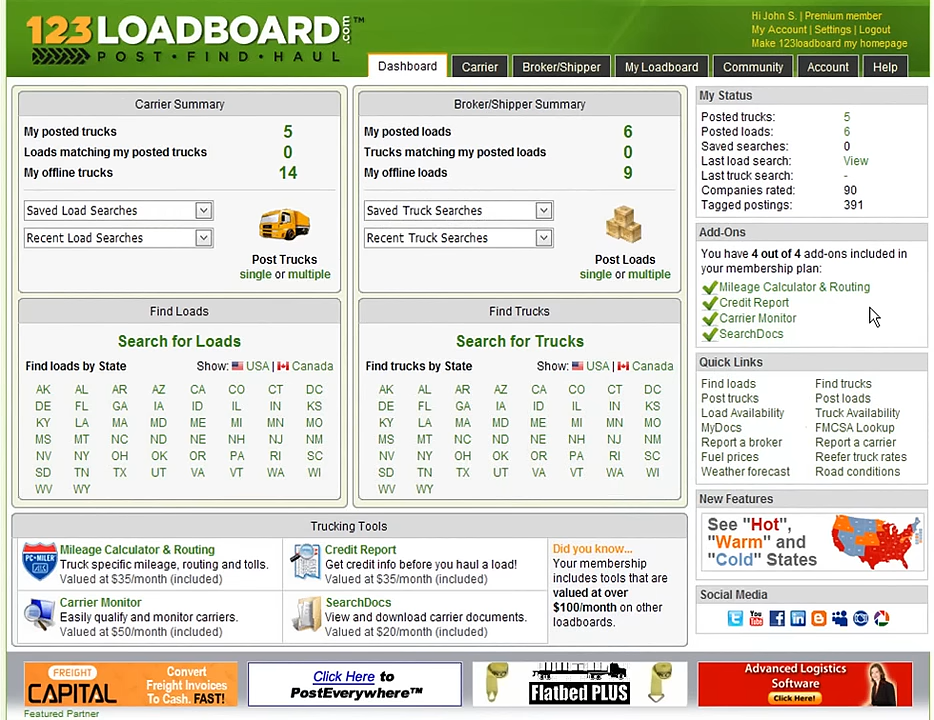 123LOADBOARD.com™
POST • FIND • HAUL
Hi John S. | Premium member
My Account | Settings | Logout
Make 123loadboard my homepage
Dashboard
Carrier
Broker/Shipper
My Loadboard
Community
Account
Help
Carrier Summary
My posted trucks 5
Loads matching my posted trucks 0
My offline trucks 14
Saved Load Searches
Recent Load Searches
Post Trucks
single or multiple
Broker/Shipper Summary
My posted loads 6
Trucks matching my posted loads 0
My offline loads 9
Saved Truck Searches
Recent Truck Searches
Post Loads
single or multiple
Find Loads
Search for Loads
Find loads by State Show: USA | Canada
AK AL AR AZ CA CO CT DC
DE FL GA IA ID IL IN KS
KY LA MA MD ME MI MN MO
MS MT NC ND NE NH NJ NM
NV NY OH OK OR PA RI SC
SD TN TX UT VA VT WA WI
WV WY
Find Trucks
Search for Trucks
Find trucks by State Show: USA | Canada
AK AL AR AZ CA CO CT DC
DE FL GA IA ID IL IN KS
KY LA MA MD ME MI MN MO
MS MT NC ND NE NH NJ NM
NV NY OH OK OR PA RI SC
SD TN TX UT VA VT WA WI
WV WY
Trucking Tools
PC*MILER
Mileage Calculator & Routing
Truck specific mileage, routing and tolls.
Valued at $35/month (included)
Credit Report
Get credit info before you haul a load!
Valued at $35/month (included)
Carrier Monitor
Easily qualify and monitor carriers.
Valued at $50/month (included)
SearchDocs
View and download carrier documents.
Valued at $20/month (included)
Did you know...
Your membership
includes tools that are
valued at over
$100/month on other
loadboards.
My Status
Posted trucks: 5
Posted loads: 6
Saved searches: 0
Last load search: View
Last truck search: -
Companies rated: 90
Tagged postings: 391
Add-Ons
You have 4 out of 4 add-ons included in
your membership plan:
Mileage Calculator & Routing
Credit Report
Carrier Monitor
SearchDocs
Quick Links
Find loads Find trucks
Post trucks Post loads
Load Availability Truck Availability
MyDocs FMCSA Lookup
Report a broker Report a carrier
Fuel prices Reefer truck rates
Weather forecast Road conditions
New Features
See "Hot",
"Warm" and
"Cold" States
Social Media
You
Tube
FREIGHT
CAPITAL
Convert
Freight Invoices
To Cash. FAST!
Click Here to
PostEverywhere™
Flatbed PLUS
Advanced Logistics
Software
Click Here!
Featured Partner